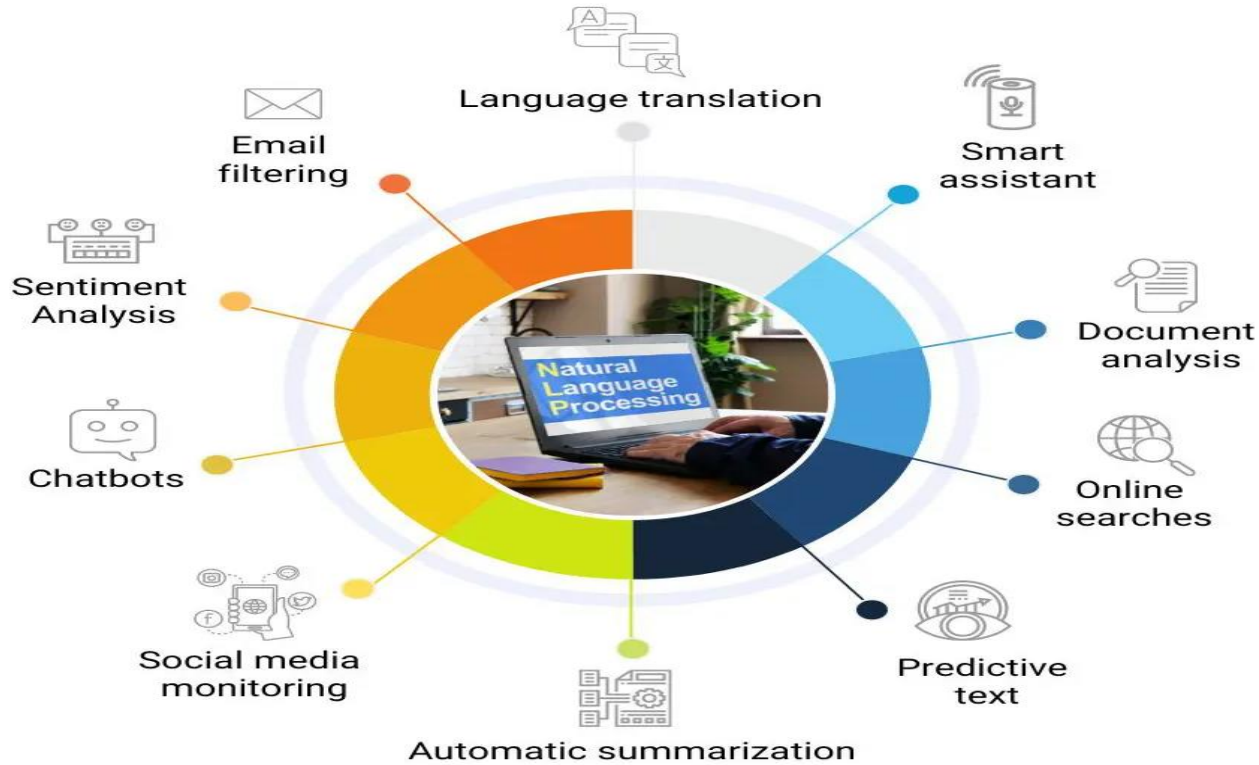 A
文
Language translation
Smart
assistant
Document
analysis
Online
searches
Predictive
text
Automatic summarization
Social media
monitoring
f
Chatbots
Sentiment
Analysis
Email
filtering
Natural
Language
Processing